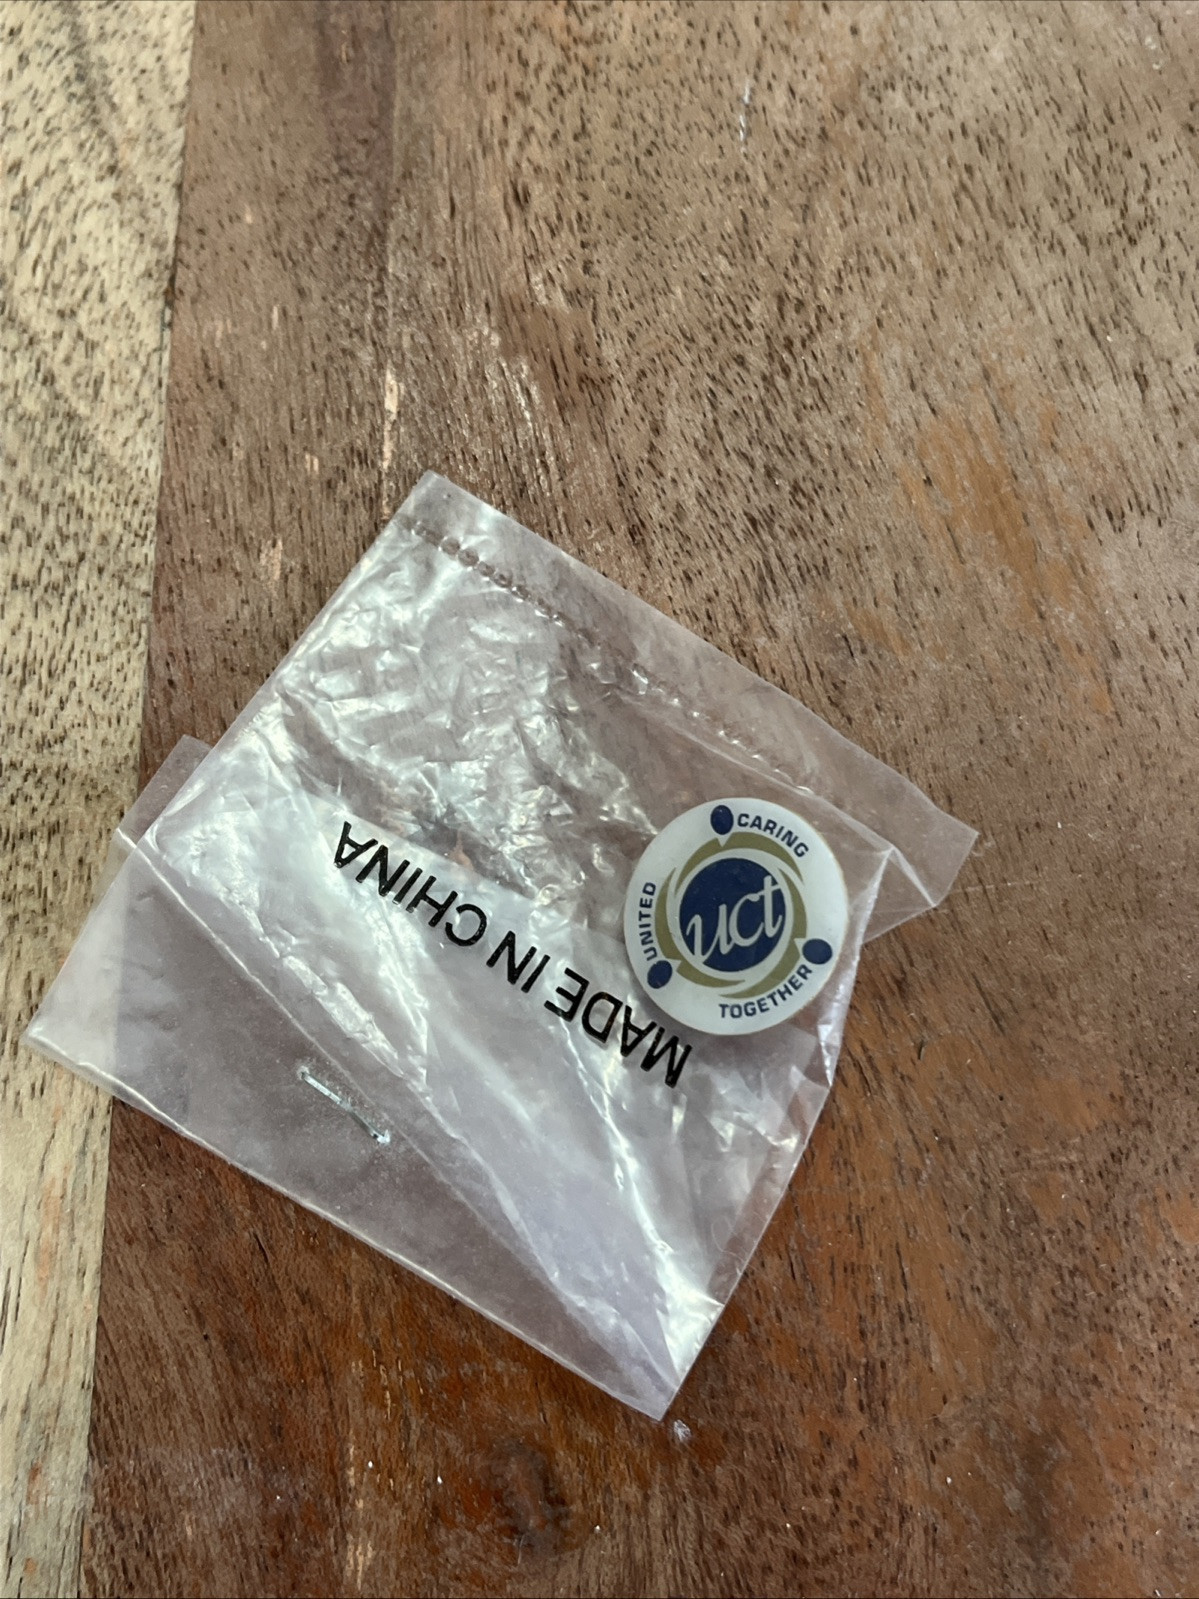 CARING
UNITED
uct
TOGETHER
MADE IN CHINA